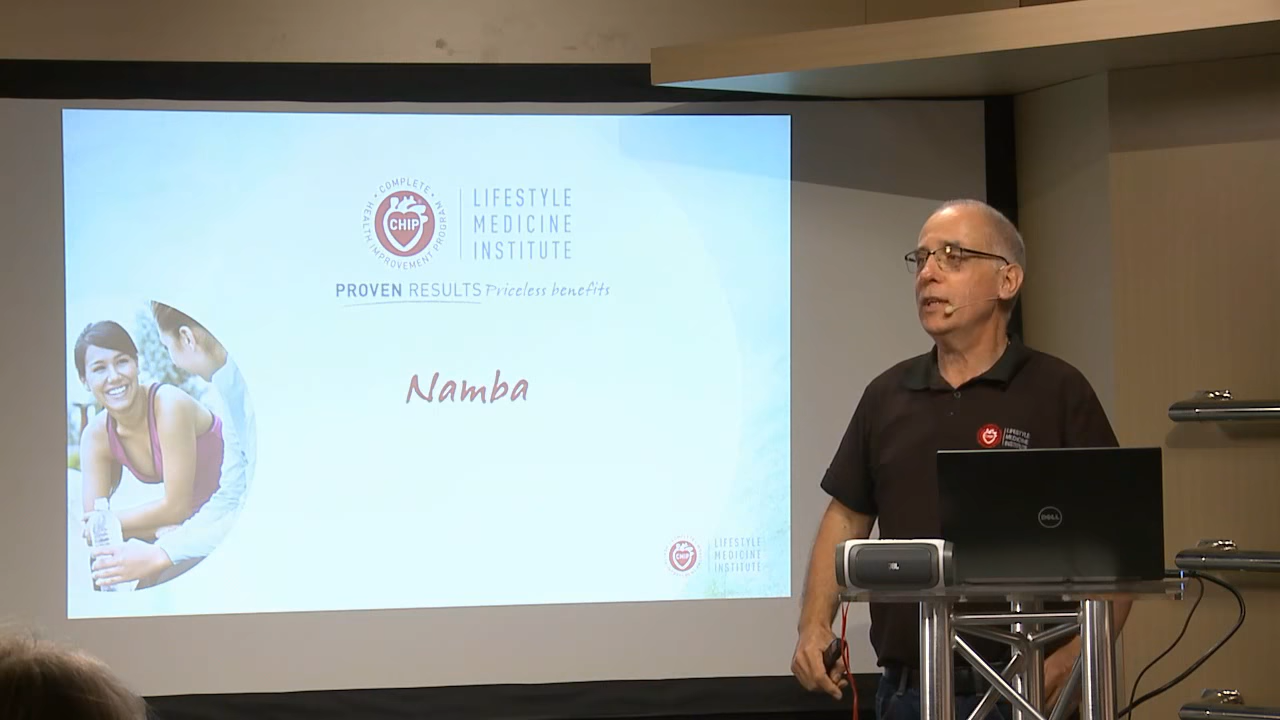 COMPLETE
HEALTH IMPROVEMENT PROGRAM
CHIP
LIFESTYLE
MEDICINE
INSTITUTE
PROVEN RESULTS Priceless benefits
Namba
CHIP
LIFESTYLE
MEDICINE
INSTITUTE
LIFESTYLE
MEDICINE
INSTITUTE
DELL
JBL